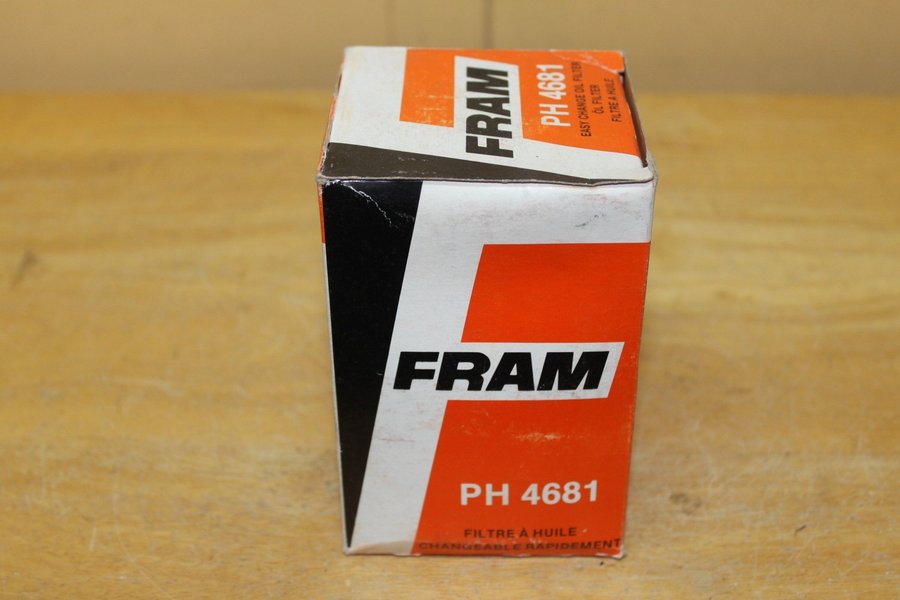 FRAM
PH 4681
EASY CHANGE OIL FILTER
ÖL FILTER
FILTRE A HUILE
FRAM
PH 4681
FILTRE À HUILE
CHANGEABLE RAPIDEMENT